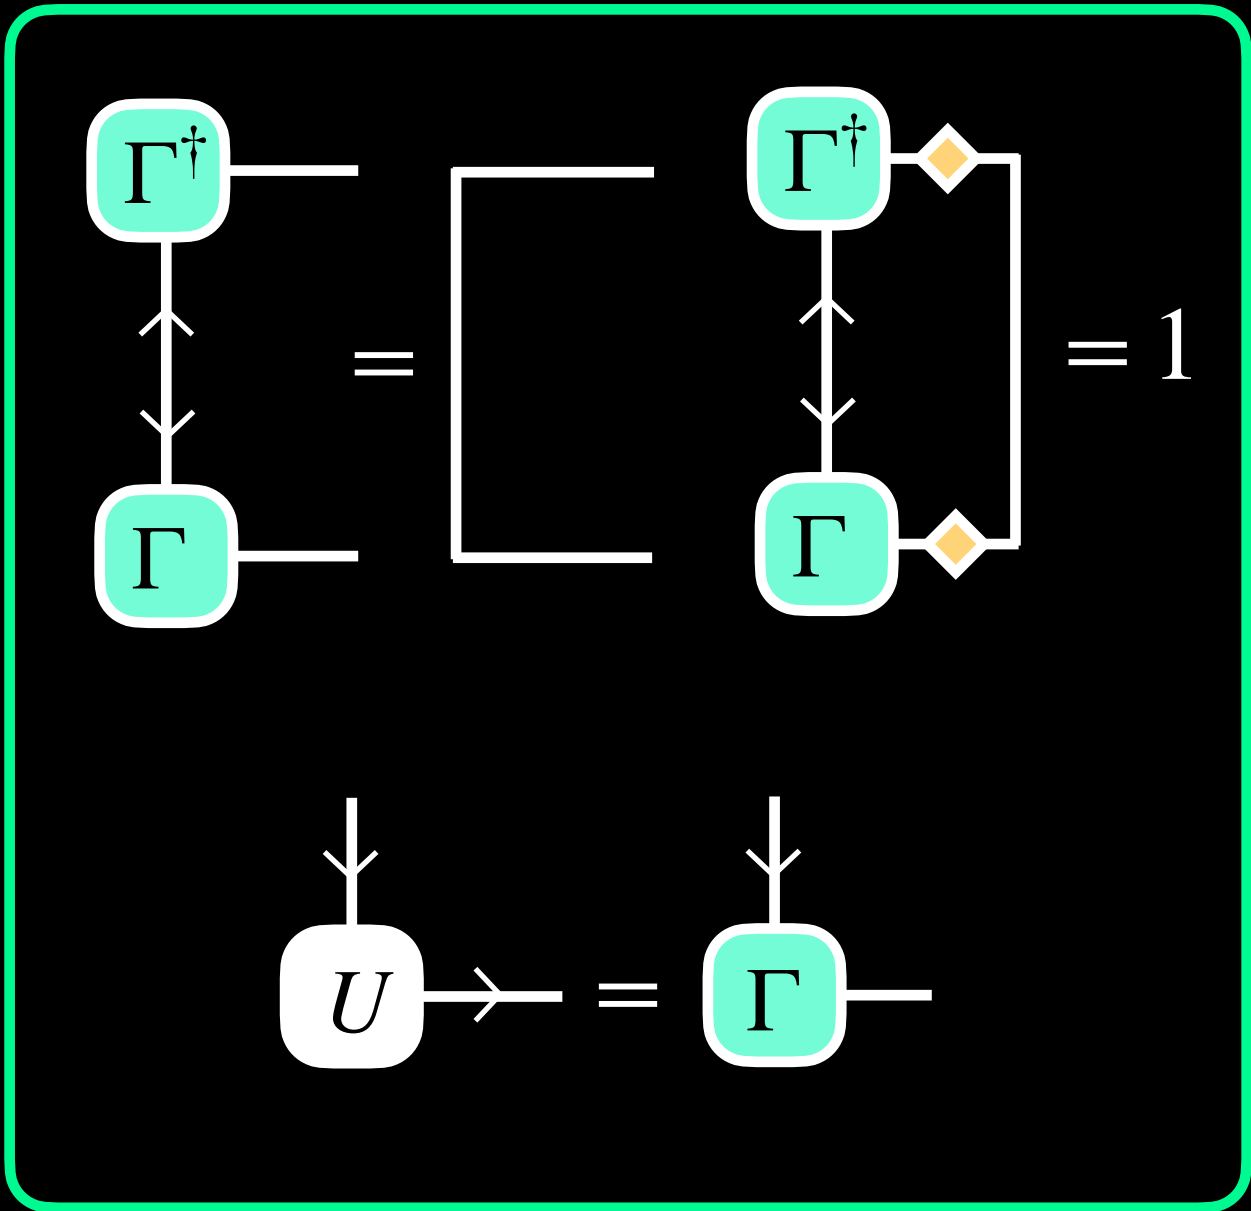 Γ† Γ†
= = 1
Γ Γ
U = Γ